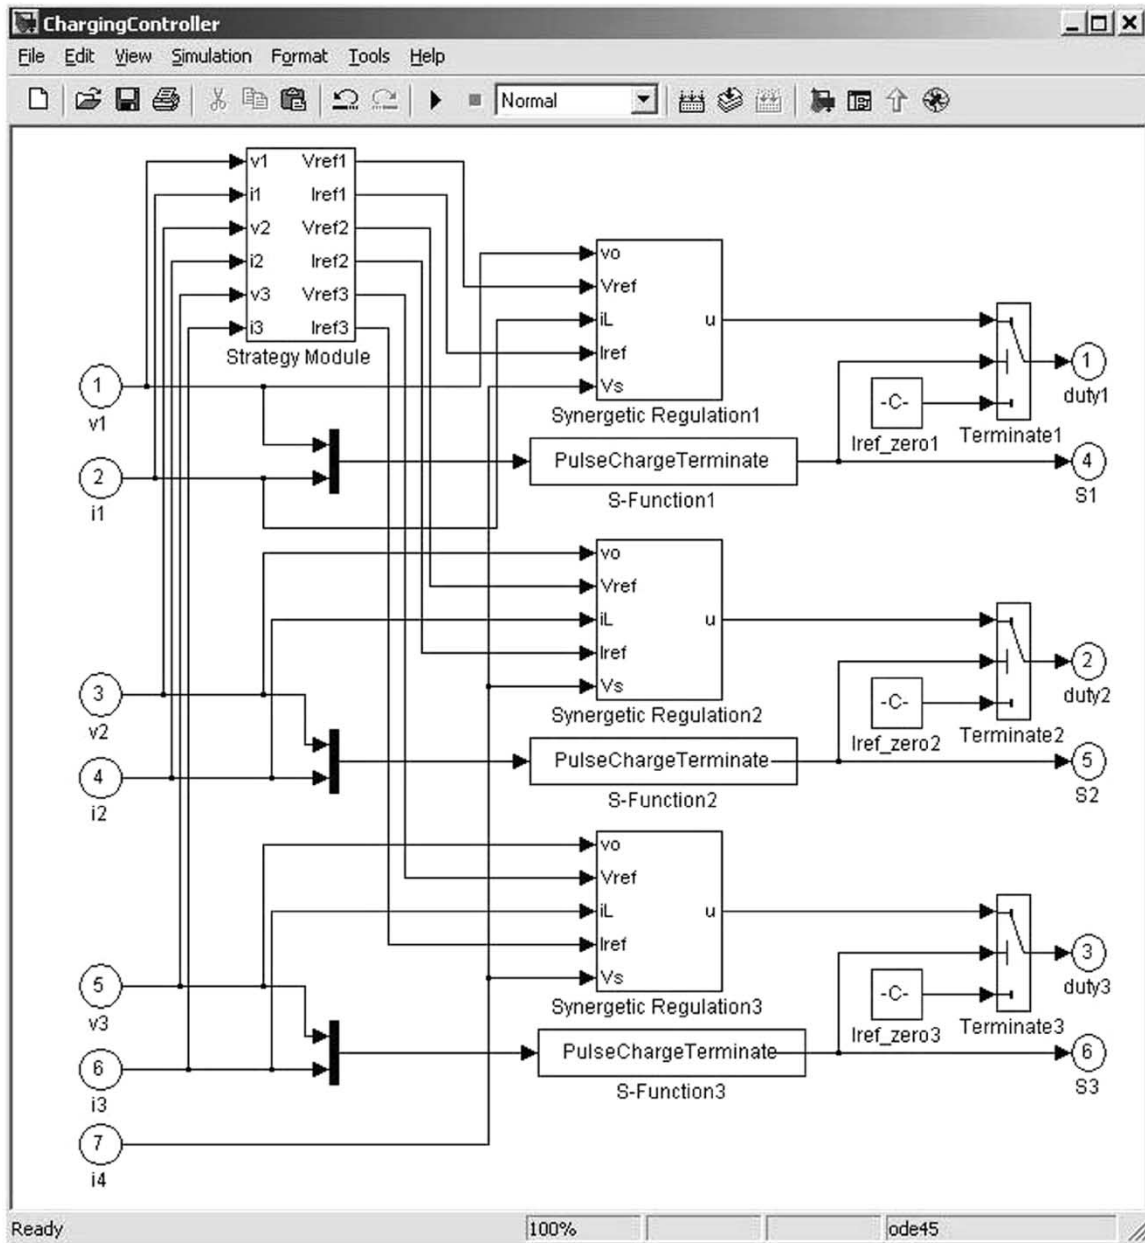 ChargingController
File Edit View Simulation Format Tools Help
Normal
v1 Vref1
i1 Iref1
v2 Vref2
i2 Iref2
v3 Vref3
i3 Iref3
Strategy Module
vo
Vref
iL u
Iref
Vs
Synergetic Regulation1
1
v1
2
i1
PulseChargeTerminate
S-Function1
-C-
Iref_zero1
Terminate1
1
duty1
4
S1
vo
Vref
iL u
Iref
Vs
Synergetic Regulation2
3
v2
4
i2
PulseChargeTerminate
S-Function2
-C-
Iref_zero2
Terminate2
2
duty2
5
S2
vo
Vref
iL u
Iref
Vs
Synergetic Regulation3
5
v3
6
i3
7
i4
PulseChargeTerminate
S-Function3
-C-
Iref_zero3
Terminate3
3
duty3
6
S3
Ready 100% ode45